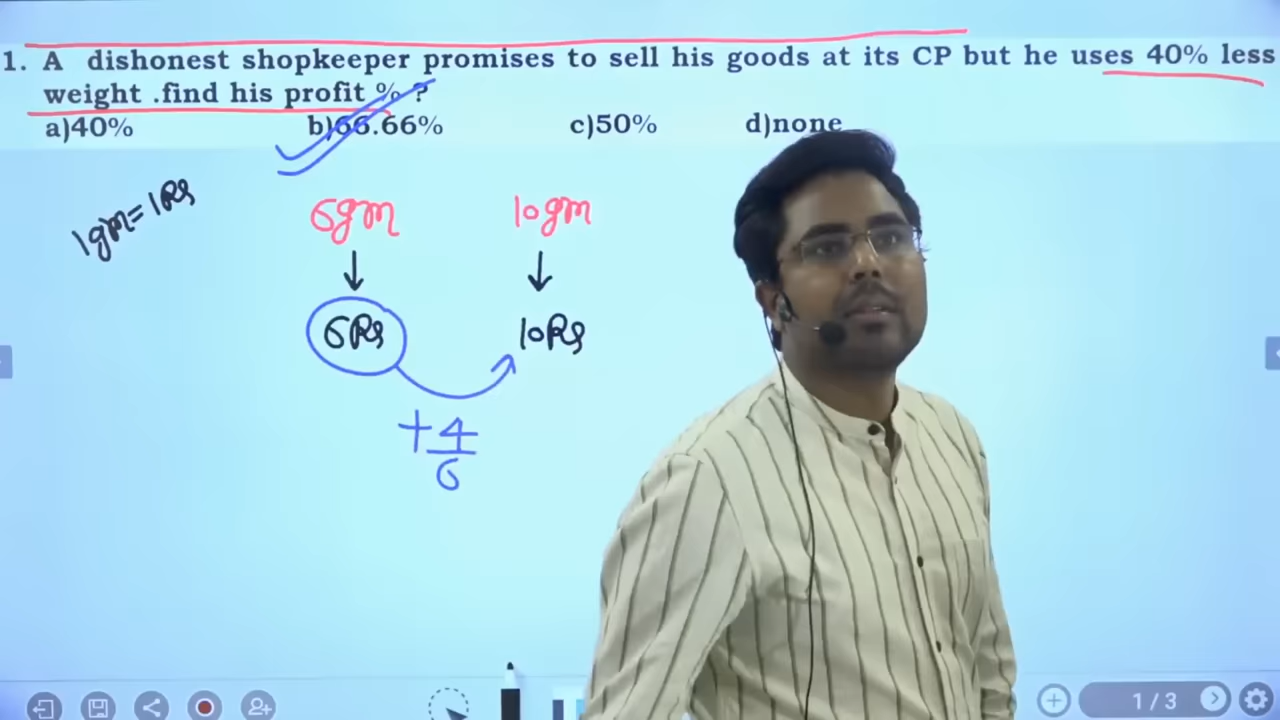 1. A dishonest shopkeeper promises to sell his goods at its CP but he uses 40% less
weight .find his profit % ?
a)40% b)66.66% c)50% d)none
1gm=1Rs
6gm 10gm
6Rs 10Rs
+4/6
1 / 3